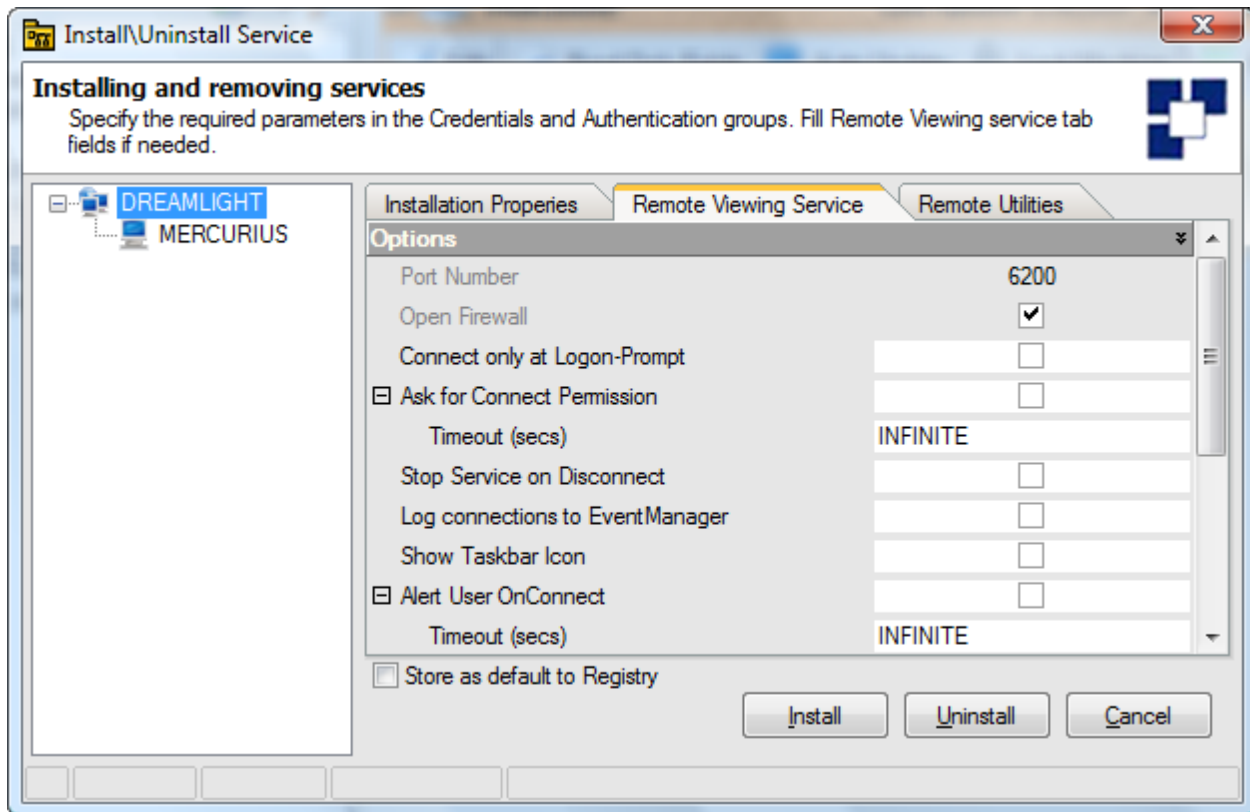 Install\Uninstall Service
Installing and removing services
Specify the required parameters in the Credentials and Authentication groups. Fill Remote Viewing service tab
fields if needed.
DREAMLIGHT
MERCURIUS
Installation Properies
Remote Viewing Service
Remote Utilities
Options
Port Number 6200
Open Firewall
Connect only at Logon-Prompt
Ask for Connect Permission
Timeout (secs) INFINITE
Stop Service on Disconnect
Log connections to EventManager
Show Taskbar Icon
Alert User OnConnect
Timeout (secs) INFINITE
Store as default to Registry
Install
Uninstall
Cancel